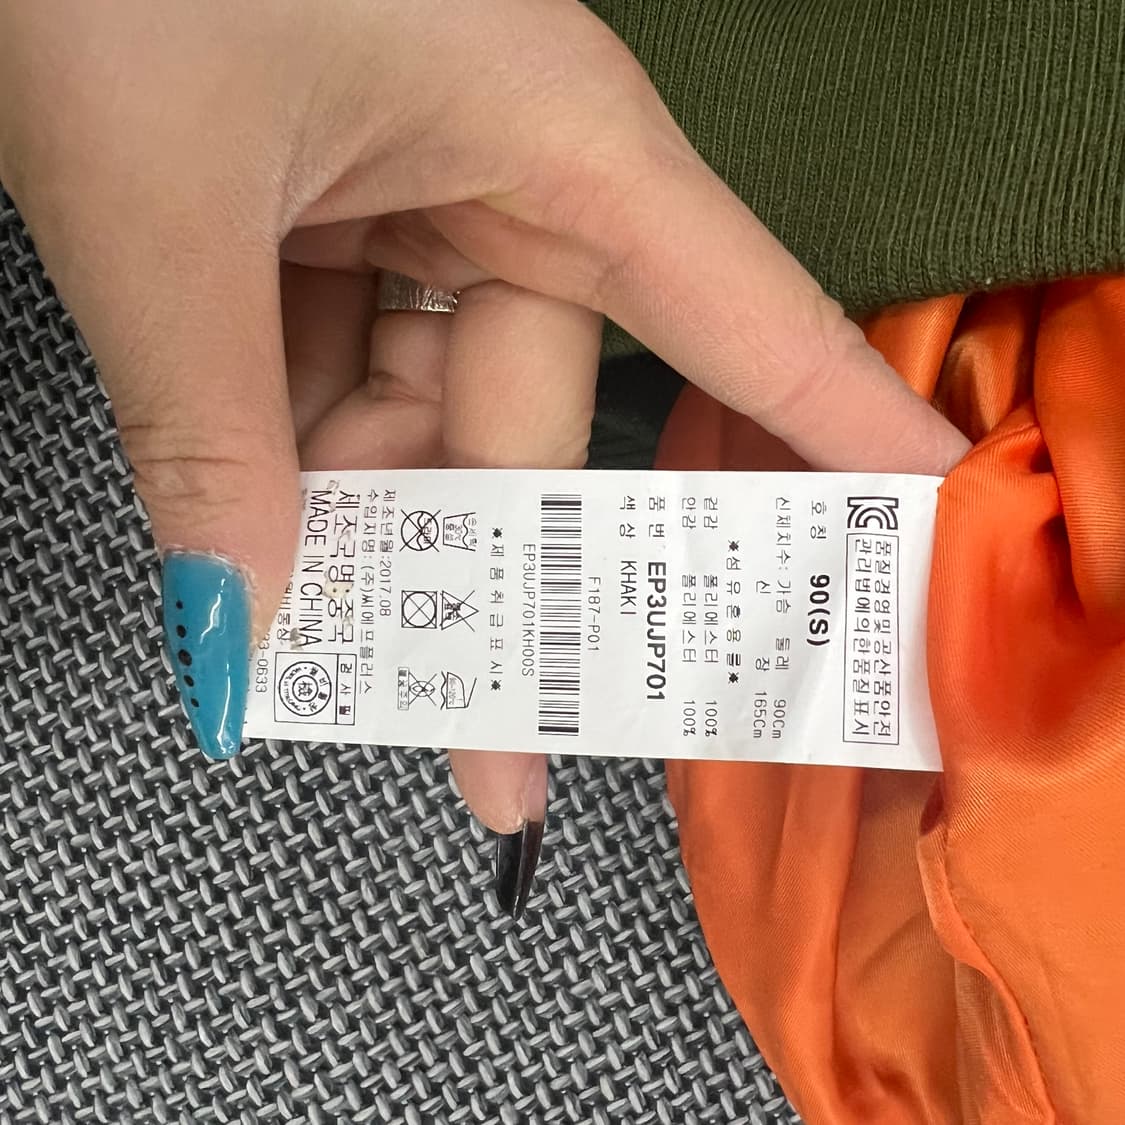 품질경영및공산품안전
관리법에의한품질표시
호칭 90(S)
신체치수: 가슴 둘레 90Cm
신 장 165Cm
※섬유혼용률※
겉감 폴리에스터 100%
안감 폴리에스터 100%
품 번 EP3UJP701
색 상 KHAKI
F187-P01
EP3UJP701KH00S
※제품취급표시※
제조년월:2017.08
수입자명: (주)씨에프플러스
제조국명:중국
MADE IN CHINA
검사필